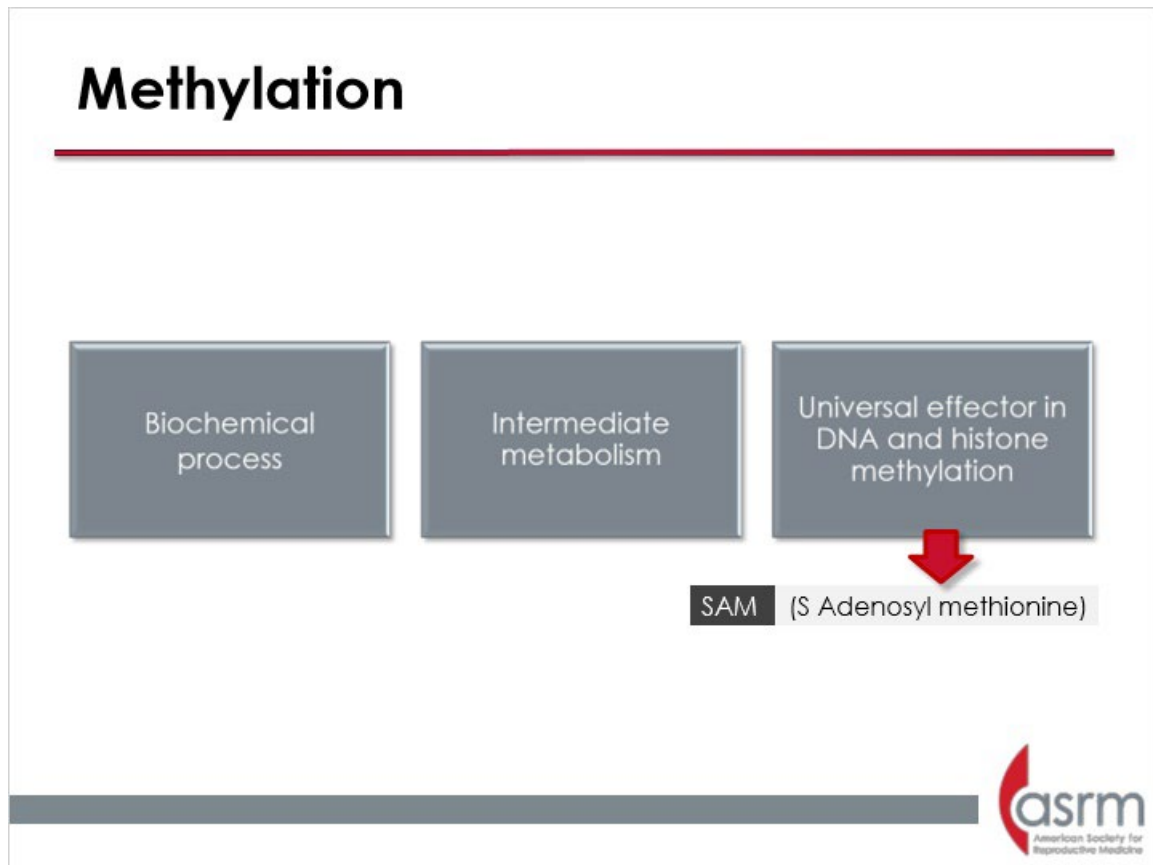 Methylation
Biochemical
process
Intermediate
metabolism
Universal effector in
DNA and histone
methylation
SAM (S Adenosyl methionine)
asrm
American Society for
Reproductive Medicine